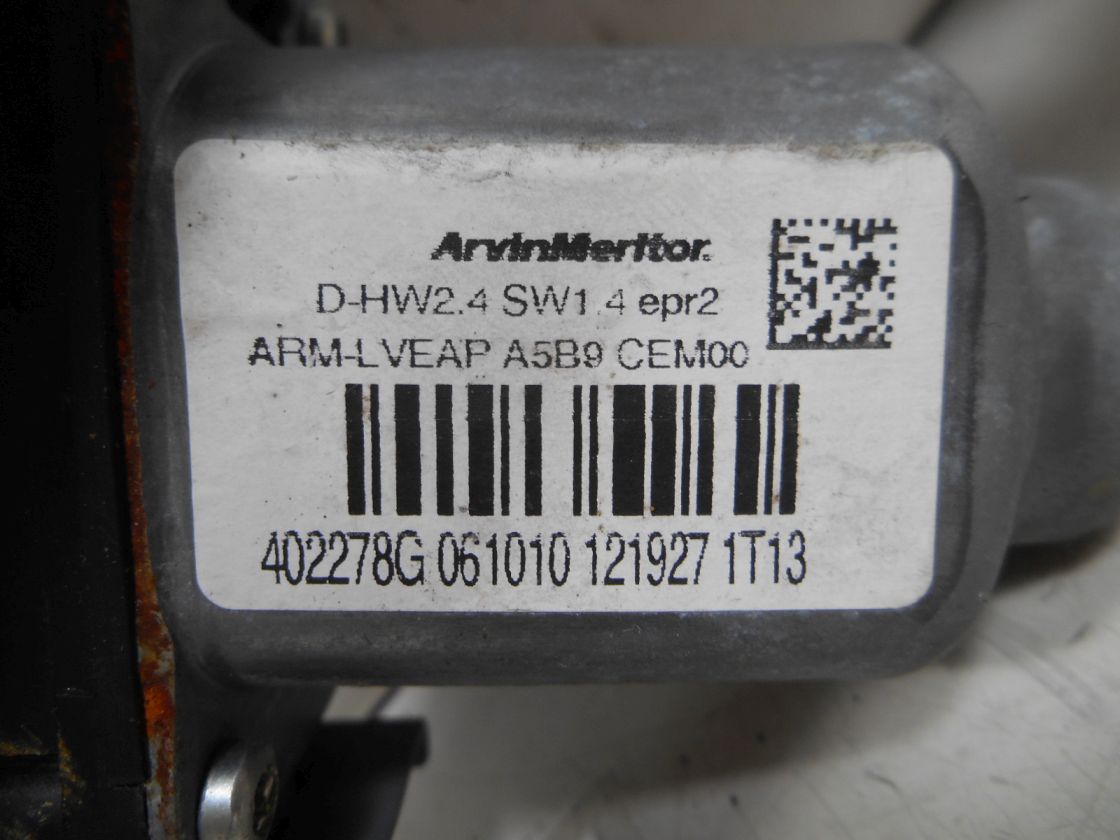 ArvinMeritor.
D-HW2.4 SW1.4 epr2
ARM-LVEAP A5B9 CEM00
402278G 061010 121927 1T13